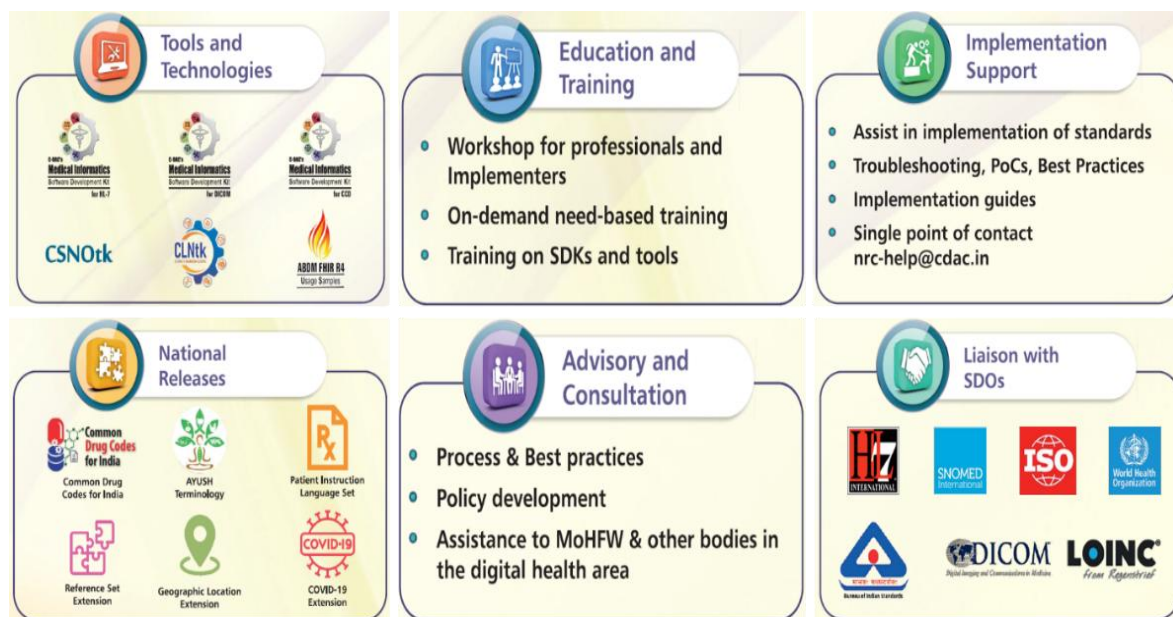 Tools and
Technologies
C-DAC's
Medical Informatics
Software Development Kit
for HL-7
C-DAC's
Medical Informatics
Software Development Kit
for DICOM
C-DAC's
Medical Informatics
Software Development Kit
for CCD
CSNOtk
CLNtk
ABDM FHIR R4
Usage Samples
Education and
Training
Workshop for professionals and
Implementers
On-demand need-based training
Training on SDKs and tools
Implementation
Support
Assist in implementation of standards
Troubleshooting, PoCs, Best Practices
Implementation guides
Single point of contact
nrc-help@cdac.in
National
Releases
Common
Drug Codes
for India
Common Drug
Codes for India
AYUSH
Terminology
Rx
Patient Instruction
Language Set
Reference Set
Extension
Geographic Location
Extension
COVID-19
COVID-19
Extension
Advisory and
Consultation
Process & Best practices
Policy development
Assistance to MoHFW & other bodies in
the digital health area
Liaison with
SDOs
HL7
INTERNATIONAL
SNOMED
International
ISO
World Health
Organization
Bureau of Indian Standards
DICOM
Digital Imaging and Communications in Medicine
LOINC®
from Regenstrief